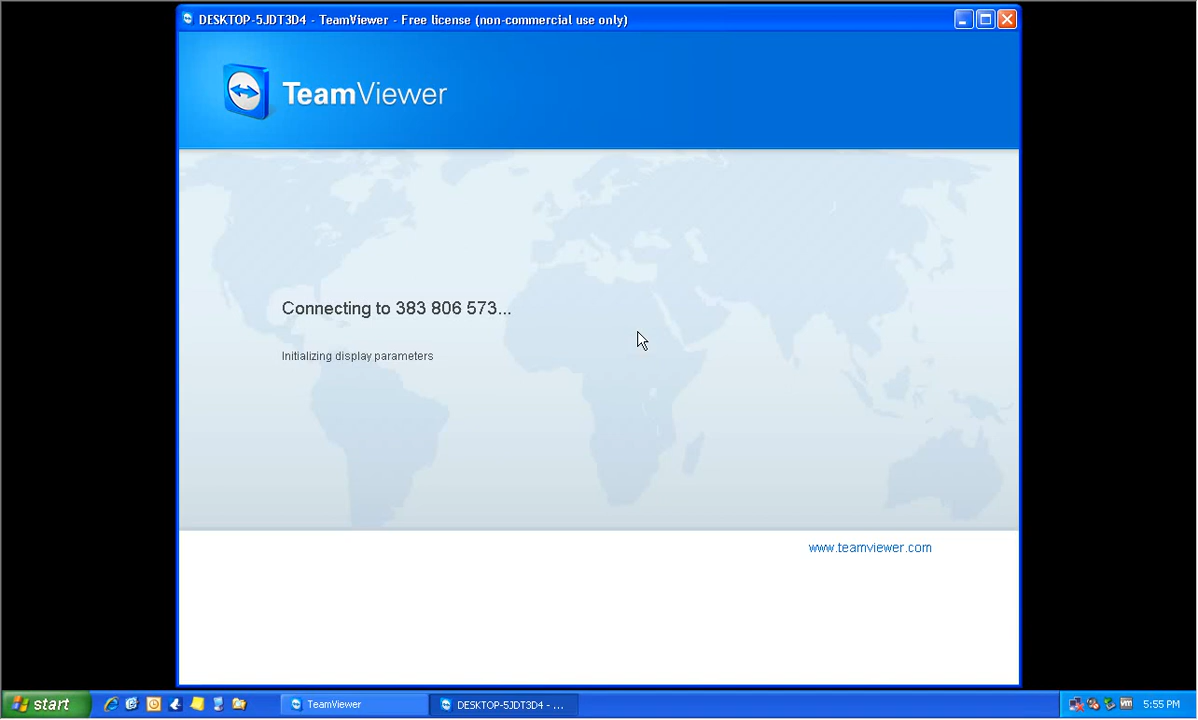 DESKTOP-5JDT3D4 - TeamViewer - Free license (non-commercial use only)
TeamViewer
Connecting to 383 806 573...
Initializing display parameters
www.teamviewer.com
start
TeamViewer
DESKTOP-5JDT3D4 - ...
5:55 PM